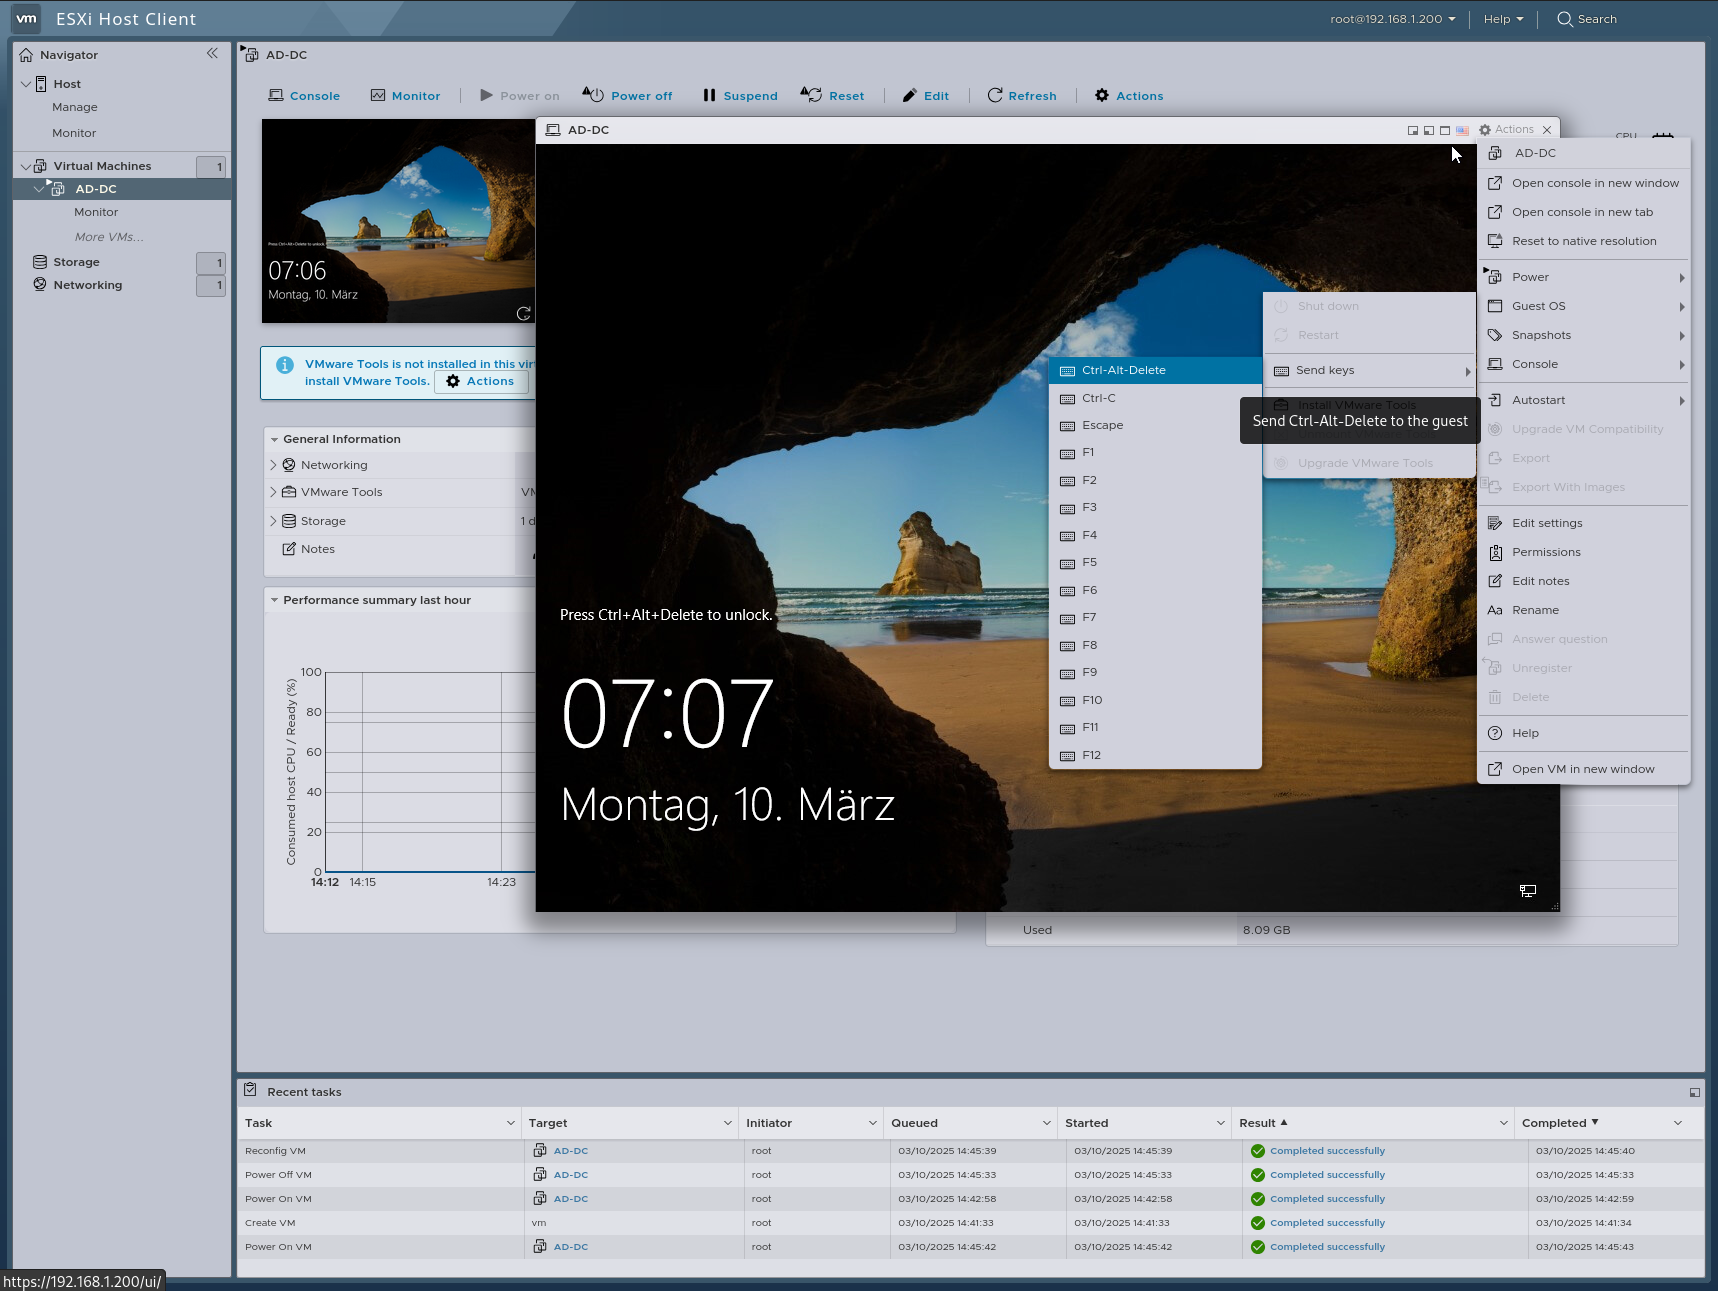 vm ESXi Host Client
root@192.168.1.200
Help
Search
Navigator
Host
Manage
Monitor
Virtual Machines 1
AD-DC
Monitor
More VMs...
Storage 1
Networking 1
AD-DC
Console
Monitor
Power on
Power off
Suspend
Reset
Edit
Refresh
Actions
CPU
Press Ctrl+Alt+Delete to unlock.
07:06
Montag, 10. März
VMware Tools is not installed in this
install VMware Tools. Actions
General Information
Networking
VMware Tools
Storage
Notes
Performance summary last hour
Consumed host CPU / Ready (%)
100
80
60
40
20
0
14:12 14:15 14:23
AD-DC
Actions
Press Ctrl+Alt+Delete to unlock.
07:07
Montag, 10. März
Ctrl-Alt-Delete
Ctrl-C
Escape
F1
F2
F3
F4
F5
F6
F7
F8
F9
F10
F11
F12
Shut down
Restart
Send keys
Install VMware Tools
Send Ctrl-Alt-Delete to the guest
Upgrade VMware Tools
AD-DC
Open console in new window
Open console in new tab
Reset to native resolution
Power
Guest OS
Snapshots
Console
Autostart
Upgrade VM Compatibility
Export
Export With Images
Edit settings
Permissions
Edit notes
Aa Rename
Answer question
Unregister
Delete
Help
Open VM in new window
Used 8.09 GB
Recent tasks
Task Target Initiator Queued Started Result Completed
Reconfig VM AD-DC root 03/10/2025 14:45:39 03/10/2025 14:45:39 Completed successfully 03/10/2025 14:45:40
Power Off VM AD-DC root 03/10/2025 14:45:33 03/10/2025 14:45:33 Completed successfully 03/10/2025 14:45:33
Power On VM AD-DC root 03/10/2025 14:42:58 03/10/2025 14:42:58 Completed successfully 03/10/2025 14:42:59
Create VM vm root 03/10/2025 14:41:33 03/10/2025 14:41:33 Completed successfully 03/10/2025 14:41:34
Power On VM AD-DC root 03/10/2025 14:45:42 03/10/2025 14:45:42 Completed successfully 03/10/2025 14:45:43
https://192.168.1.200/ui/